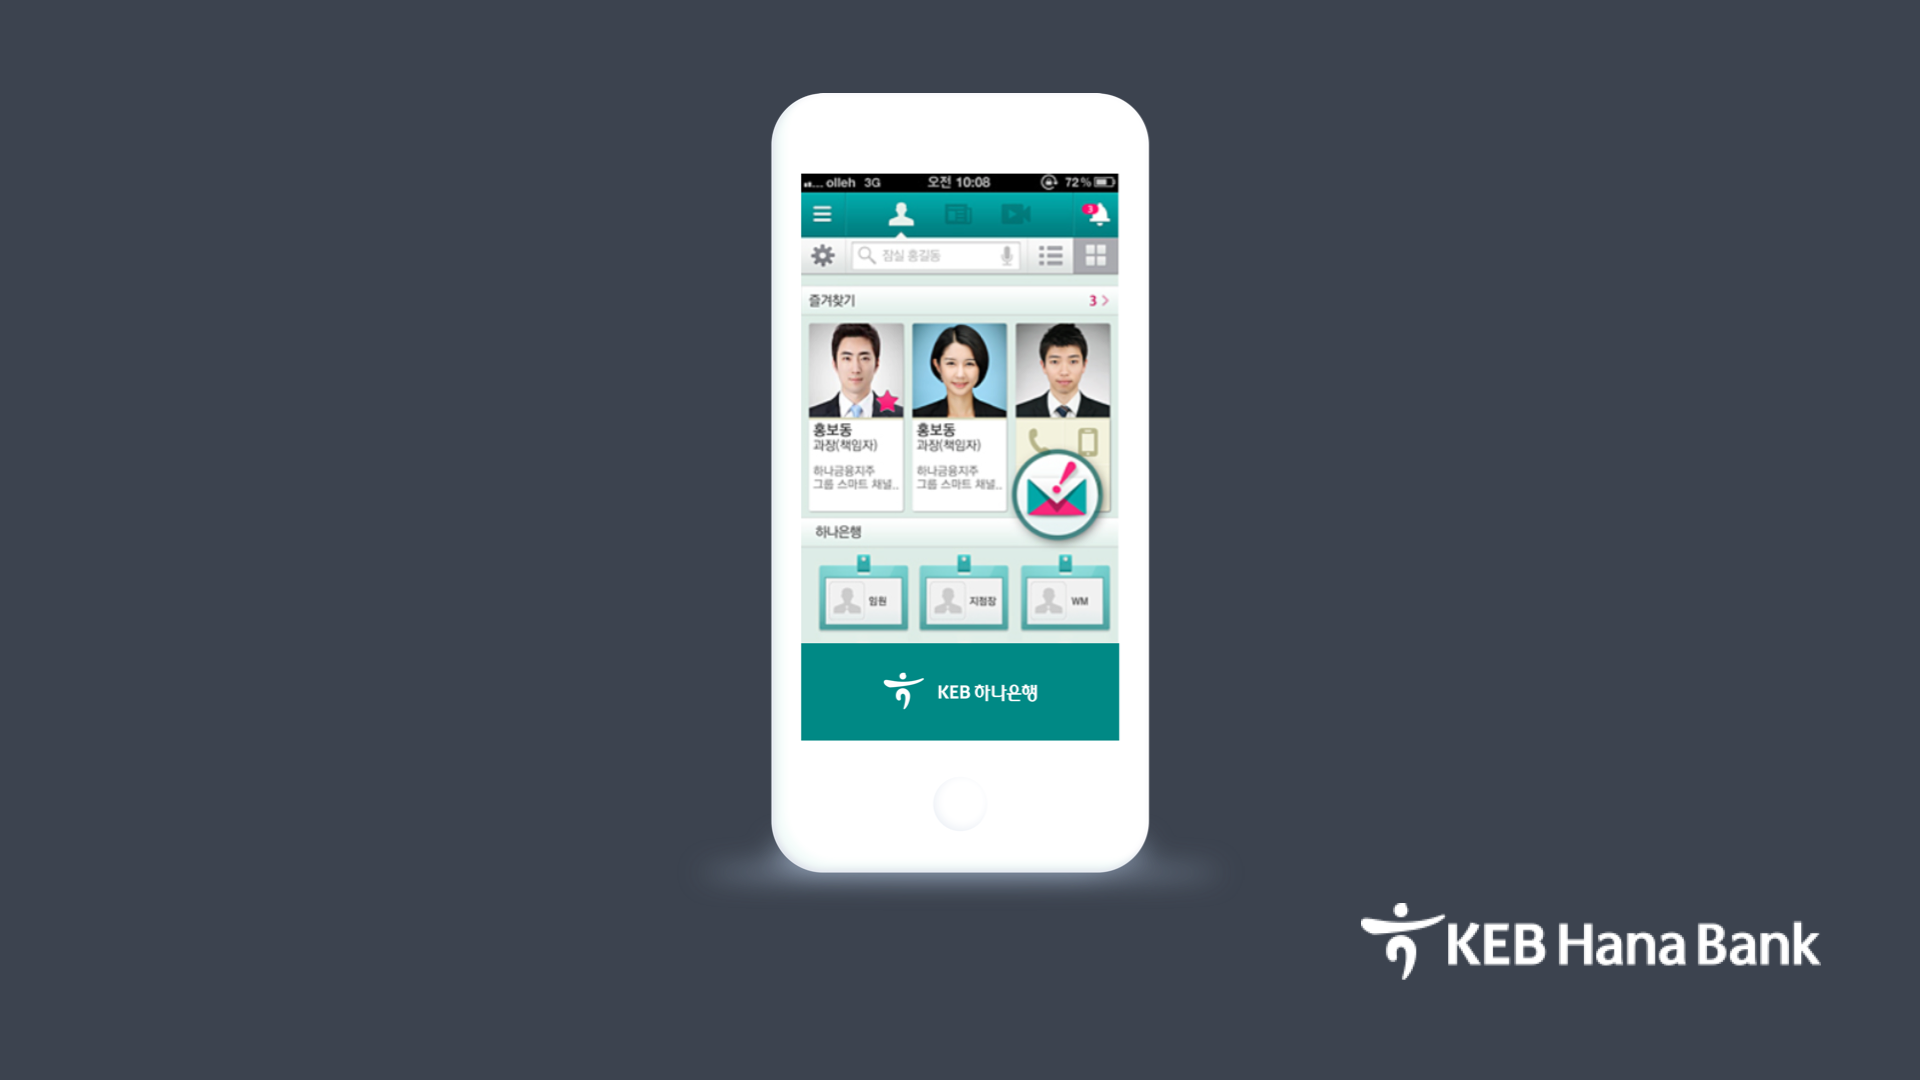 olleh 3G 오전 10:08 72%
3
잠실 홍길동
즐겨찾기 3
홍보동
과장(책임자)
하나금융지주
그룹 스마트 채널..
홍보동
과장(책임자)
하나금융지주
그룹 스마트 채널..
하나은행
임원
지점장
WM
KEB 하나은행
KEB Hana Bank